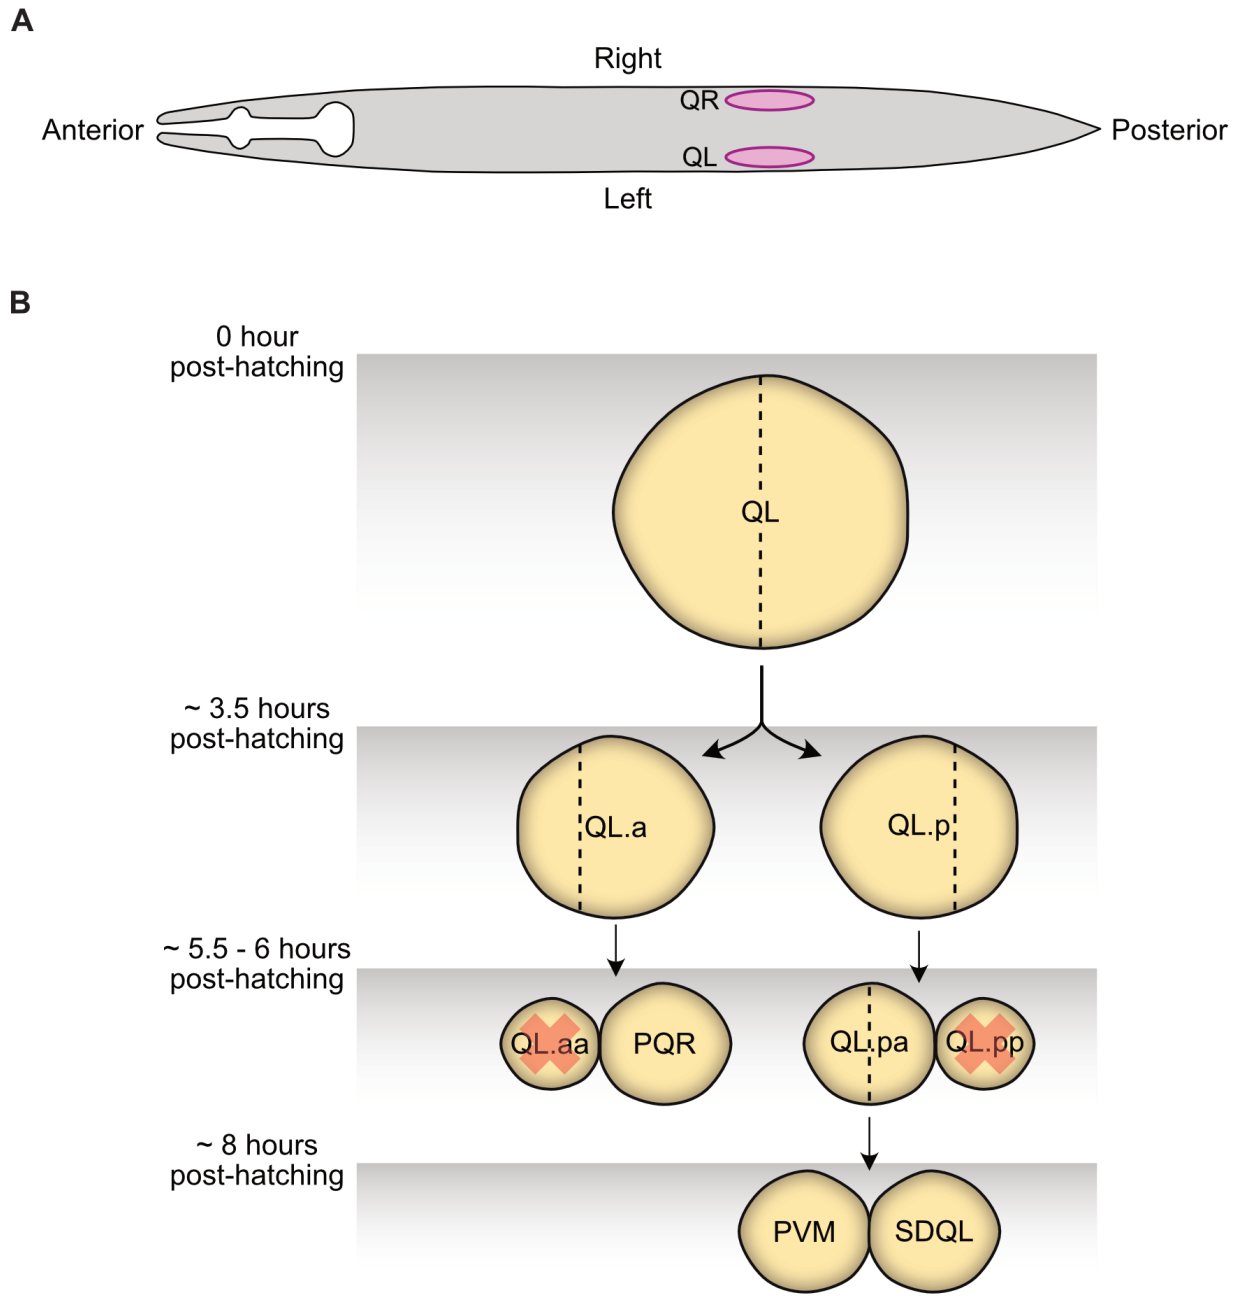 A
Right
QR
Anterior
Posterior
QL
Left
B
0 hour
post-hatching
QL
~ 3.5 hours
post-hatching
QL.a
QL.p
~ 5.5 - 6 hours
post-hatching
QL.aa
PQR
QL.pa
QL.pp
~ 8 hours
post-hatching
PVM
SDQL